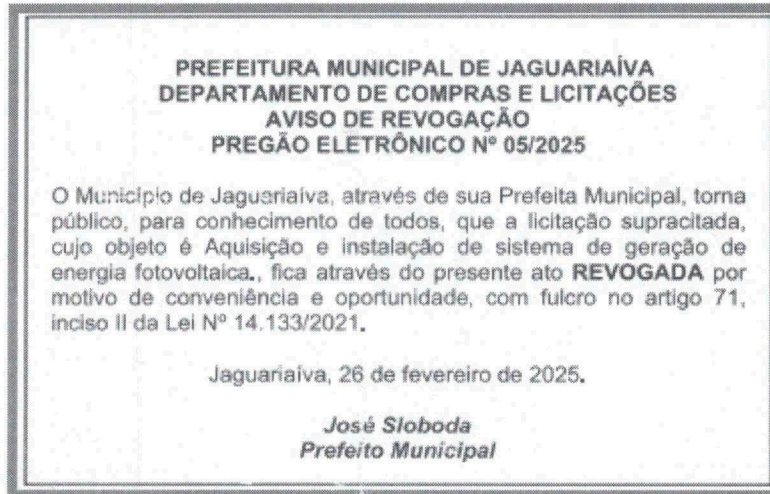 PREFEITURA MUNICIPAL DE JAGUARIAÍVA
DEPARTAMENTO DE COMPRAS E LICITAÇÕES
AVISO DE REVOGAÇÃO
PREGÃO ELETRÔNICO Nº 05/2025
O Município de Jaguariaíva, através de sua Prefeita Municipal, torna
público, para conhecimento de todos, que a licitação supracitada,
cujo objeto é Aquisição e instalação de sistema de geração de
energia fotovoltaica., fica através do presente ato REVOGADA por
motivo de conveniência e oportunidade, com fulcro no artigo 71,
inciso II da Lei Nº 14.133/2021.
Jaguariaíva, 26 de fevereiro de 2025.
José Sloboda
Prefeito Municipal